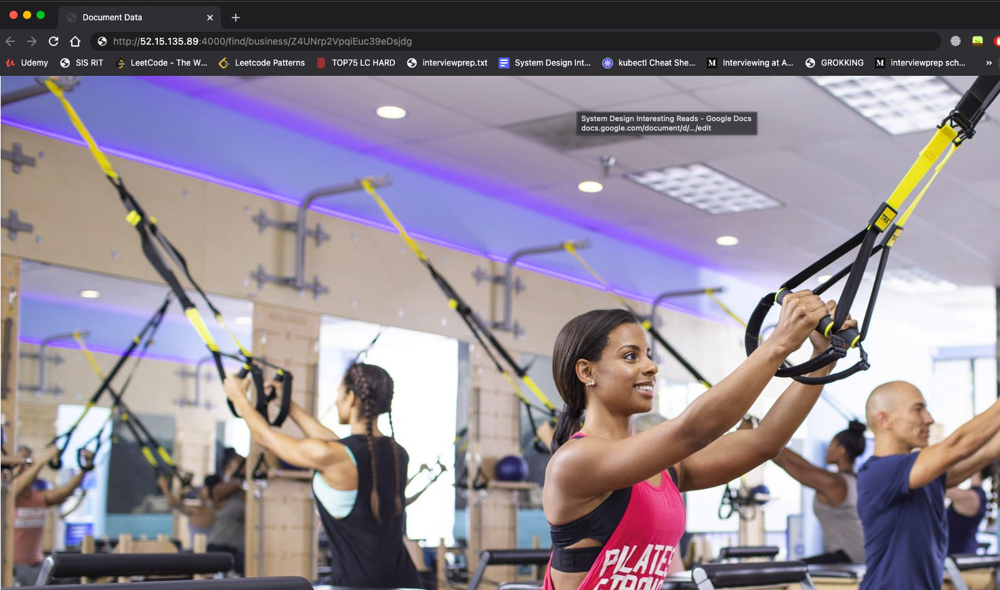 Document Data
http://52.15.135.89:4000/find/business/Z4UNrp2VpqiEuc39eDsjdg
Udemy SIS RIT LeetCode - The W... Leetcode Patterns TOP75 LC HARD interviewprep.txt System Design Int... kubectl Cheat She... M Interviewing at A... GROKKING M interviewprep sch... »
System Design Interesting Reads - Google Docs
docs.google.com/document/d/.../edit
TRX
PILATES
STRONG